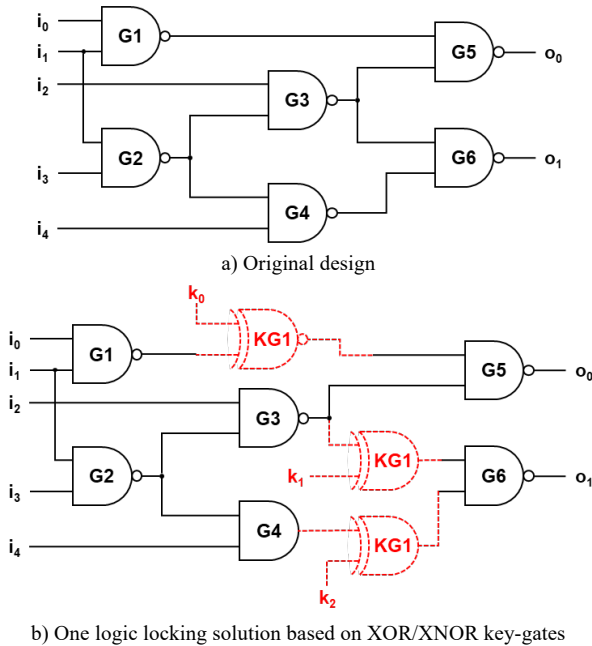 i0
G1
G5
o0
i1
i2
G3
G2
G6
o1
i3
G4
i4
a) Original design
k0
i0
KG1
G1
i1
G5
o0
i2
G3
KG1
G2
k1
G6
o1
i3
G4
KG1
i4
k2
b) One logic locking solution based on XOR/XNOR key-gates